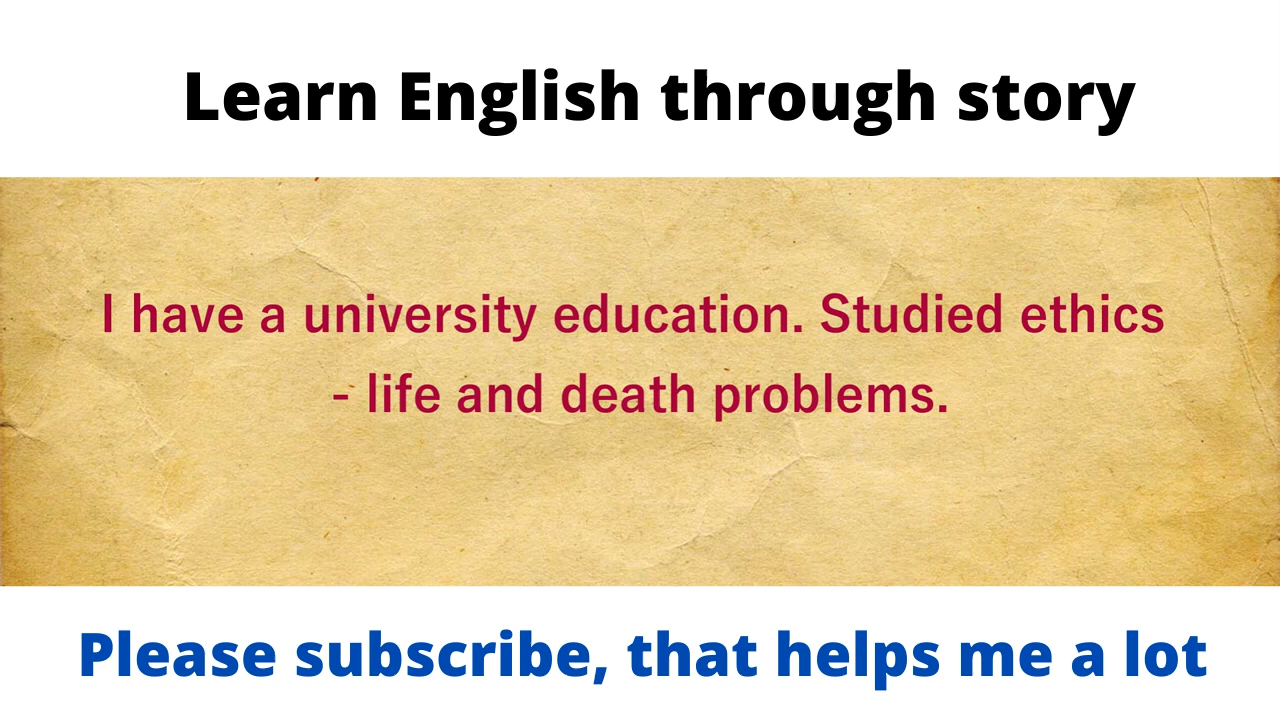 Learn English through story
I have a university education. Studied ethics
- life and death problems.
Please subscribe, that helps me a lot